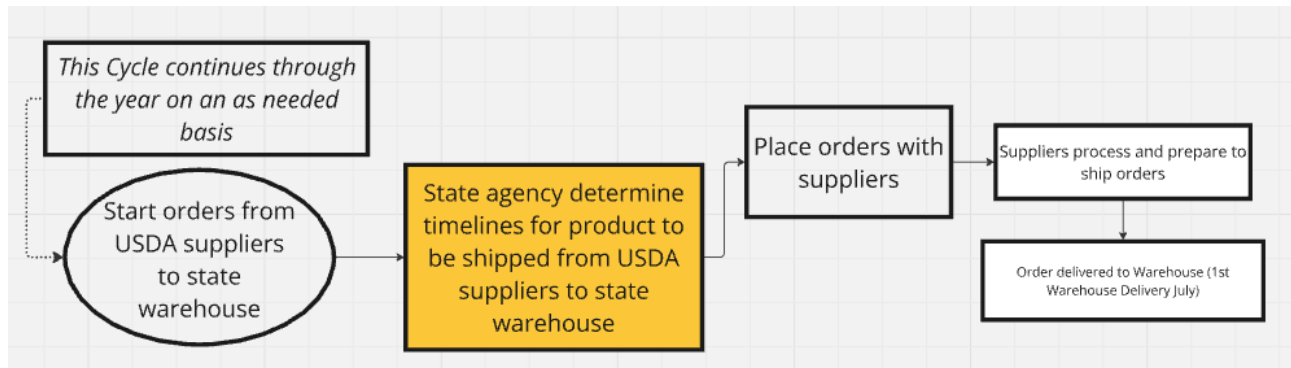 This Cycle continues through
the year on an as needed
basis
Start orders from
USDA suppliers
to state
warehouse
State agency determine
timelines for product to
be shipped from USDA
suppliers to state
warehouse
Place orders with
suppliers
Suppliers process and prepare to
ship orders
Order delivered to Warehouse (1st
Warehouse Delivery July)